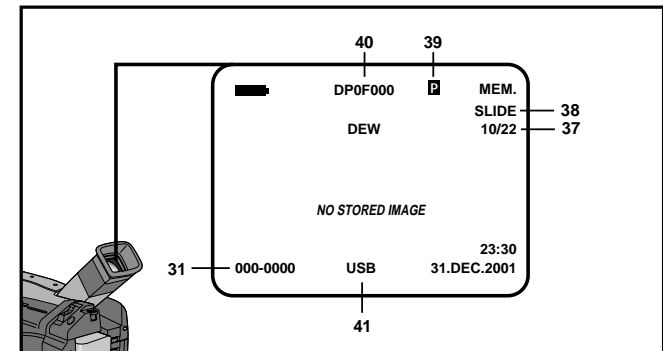 40 39
DP0F000 P MEM.
SLIDE 38
DEW 10/22 37
NO STORED IMAGE
23:30
31 000-0000 USB 31.DEC.2001
41